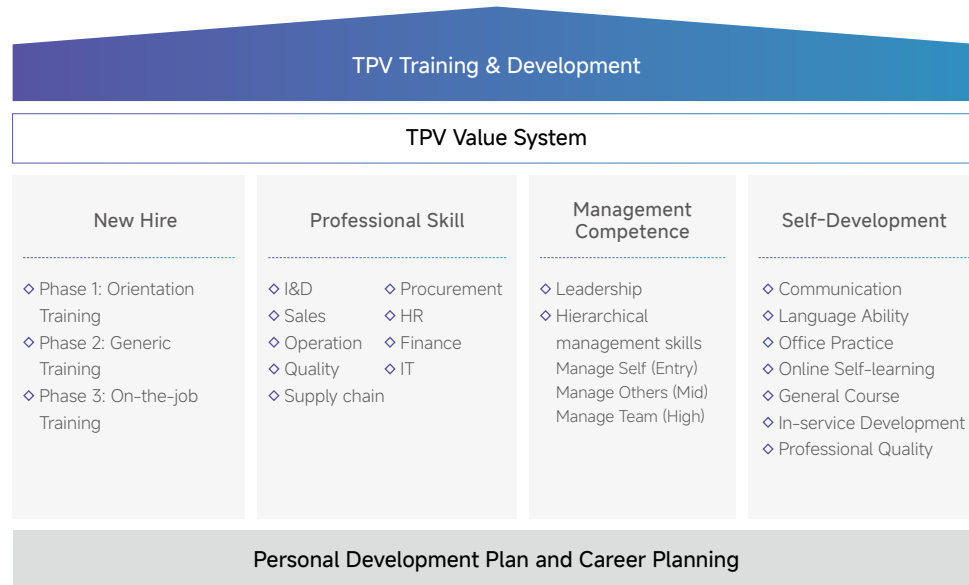 TPV Training & Development
TPV Value System
New Hire
◇ Phase 1: Orientation
Training
◇ Phase 2: Generic
Training
◇ Phase 3: On-the-job
Training
Professional Skill
◇ I&D
◇ Sales
◇ Operation
◇ Quality
◇ Supply chain
◇ Procurement
◇ HR
◇ Finance
◇ IT
Management
Competence
◇ Leadership
◇ Hierarchical
management skills
Manage Self (Entry)
Manage Others (Mid)
Manage Team (High)
Self-Development
◇ Communication
◇ Language Ability
◇ Office Practice
◇ Online Self-learning
◇ General Course
◇ In-service Development
◇ Professional Quality
Personal Development Plan and Career Planning